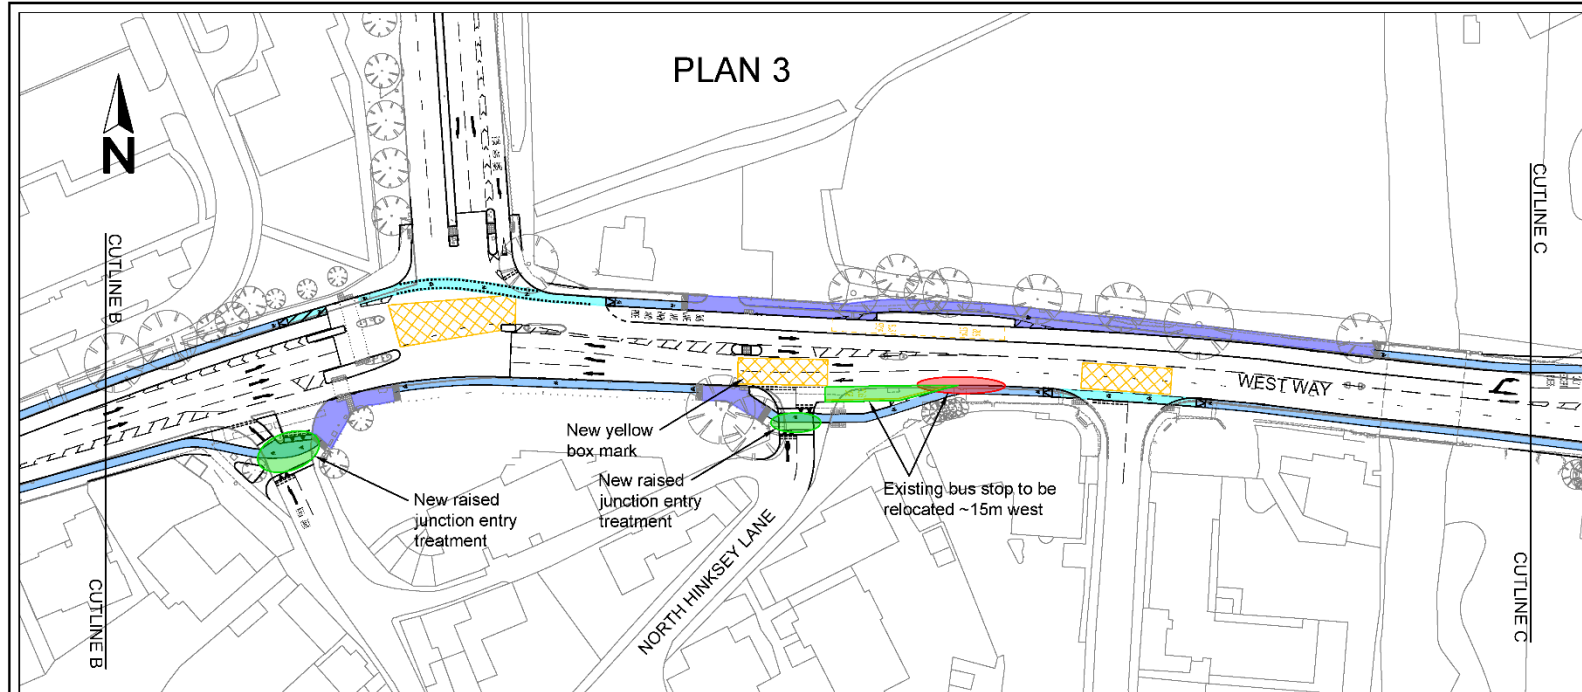 PLAN 3
N
CUTLINE B
CUTLINE C
WEST WAY
New yellow
box mark
New raised
junction entry
treatment
New raised
junction entry
treatment
Existing bus stop to be
relocated ~15m west
NORTH HINKSEY LANE
CUTLINE B
CUTLINE C